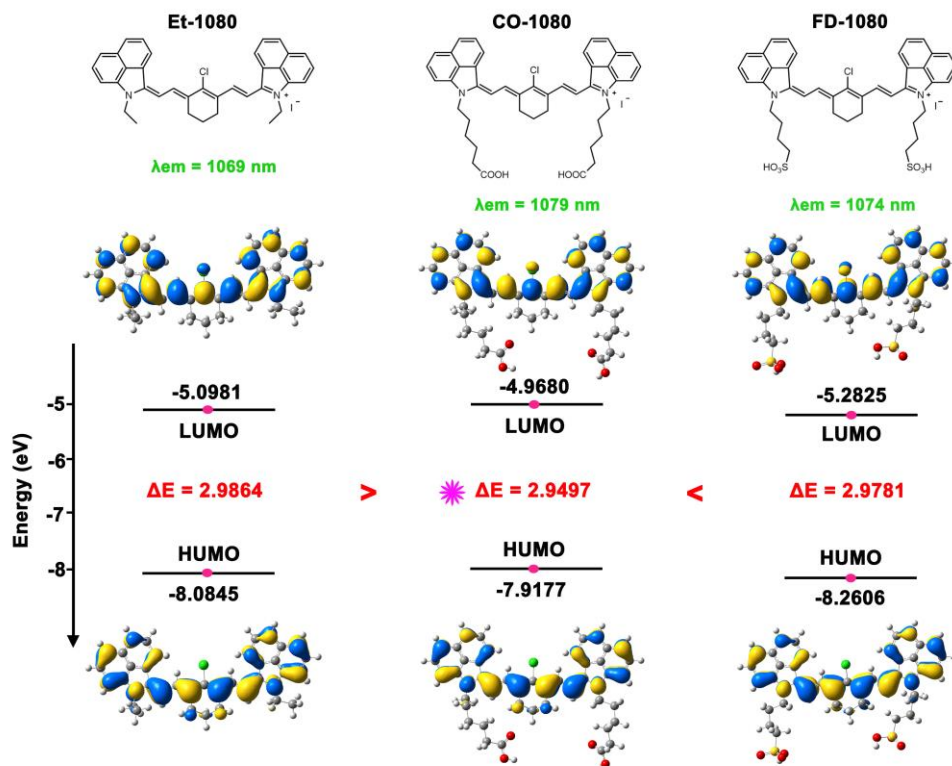 Et-1080 CO-1080 FD-1080
Cl Cl Cl
N N+ I− N N+ I− N N+ I−
COOH HOOC HO3S SO3H
λem = 1069 nm λem = 1079 nm λem = 1074 nm
-5.0981 -4.9680 -5.2825
-5
LUMO LUMO LUMO
-6
Energy (eV)
ΔE = 2.9864 > ΔE = 2.9497 < ΔE = 2.9781
-7
HUMO HUMO HUMO
-8
-8.0845 -7.9177 -8.2606